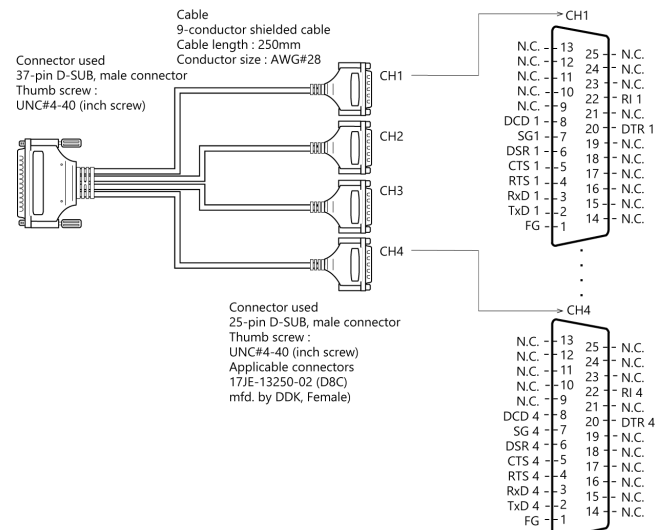 Cable
9-conductor shielded cable
Cable length : 250mm
Conductor size : AWG#28
Connector used
37-pin D-SUB, male connector
Thumb screw :
UNC#4-40 (inch screw)
CH1
CH2
CH3
CH4
Connector used
25-pin D-SUB, male connector
Thumb screw :
UNC#4-40 (inch screw)
Applicable connectors
17JE-13250-02 (D8C)
mfd. by DDK, Female)
CH1
N.C. 13
N.C. 12
N.C. 11
N.C. 10
N.C. 9
DCD 1 8
SG1 7
DSR 1 6
CTS 1 5
RTS 1 4
RxD 1 3
TxD 1 2
FG 1
25 N.C.
24 N.C.
23 N.C.
22 RI 1
21 N.C.
20 DTR 1
19 N.C.
18 N.C.
17 N.C.
16 N.C.
15 N.C.
14 N.C.
CH4
N.C. 13
N.C. 12
N.C. 11
N.C. 10
N.C. 9
DCD 4 8
SG 4 7
DSR 4 6
CTS 4 5
RTS 4 4
RxD 4 3
TxD 4 2
FG 1
25 N.C.
24 N.C.
23 N.C.
22 RI 4
21 N.C.
20 DTR 4
19 N.C.
18 N.C.
17 N.C.
16 N.C.
15 N.C.
14 N.C.